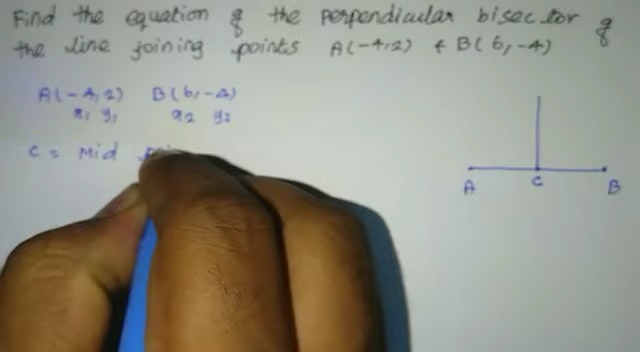 Find the equation of the perpendicular bisector of
the line joining points A(-4,2) & B(6,-4)
A(-4,2) B(6,-4)
x1 y1 x2 y2
C = Mid
A C B